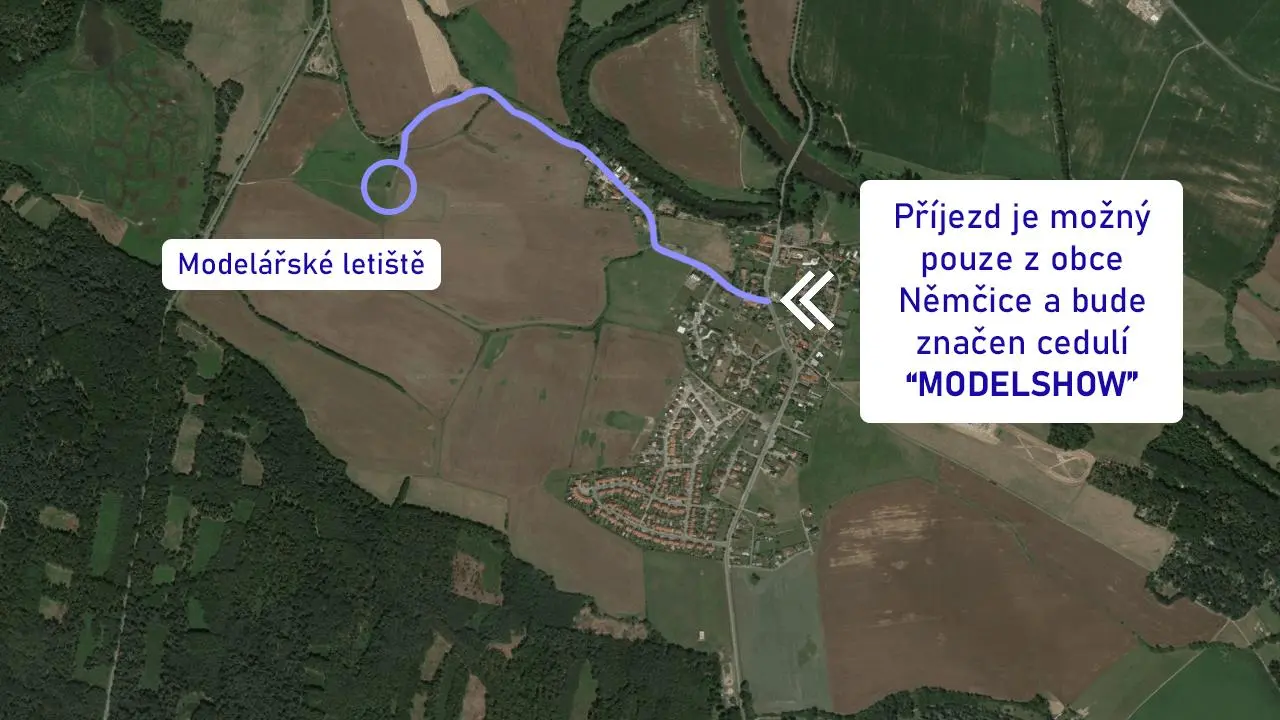 Modelářské letiště
Příjezd je možný
pouze z obce
Němčice a bude
značen cedulí
“MODELSHOW”